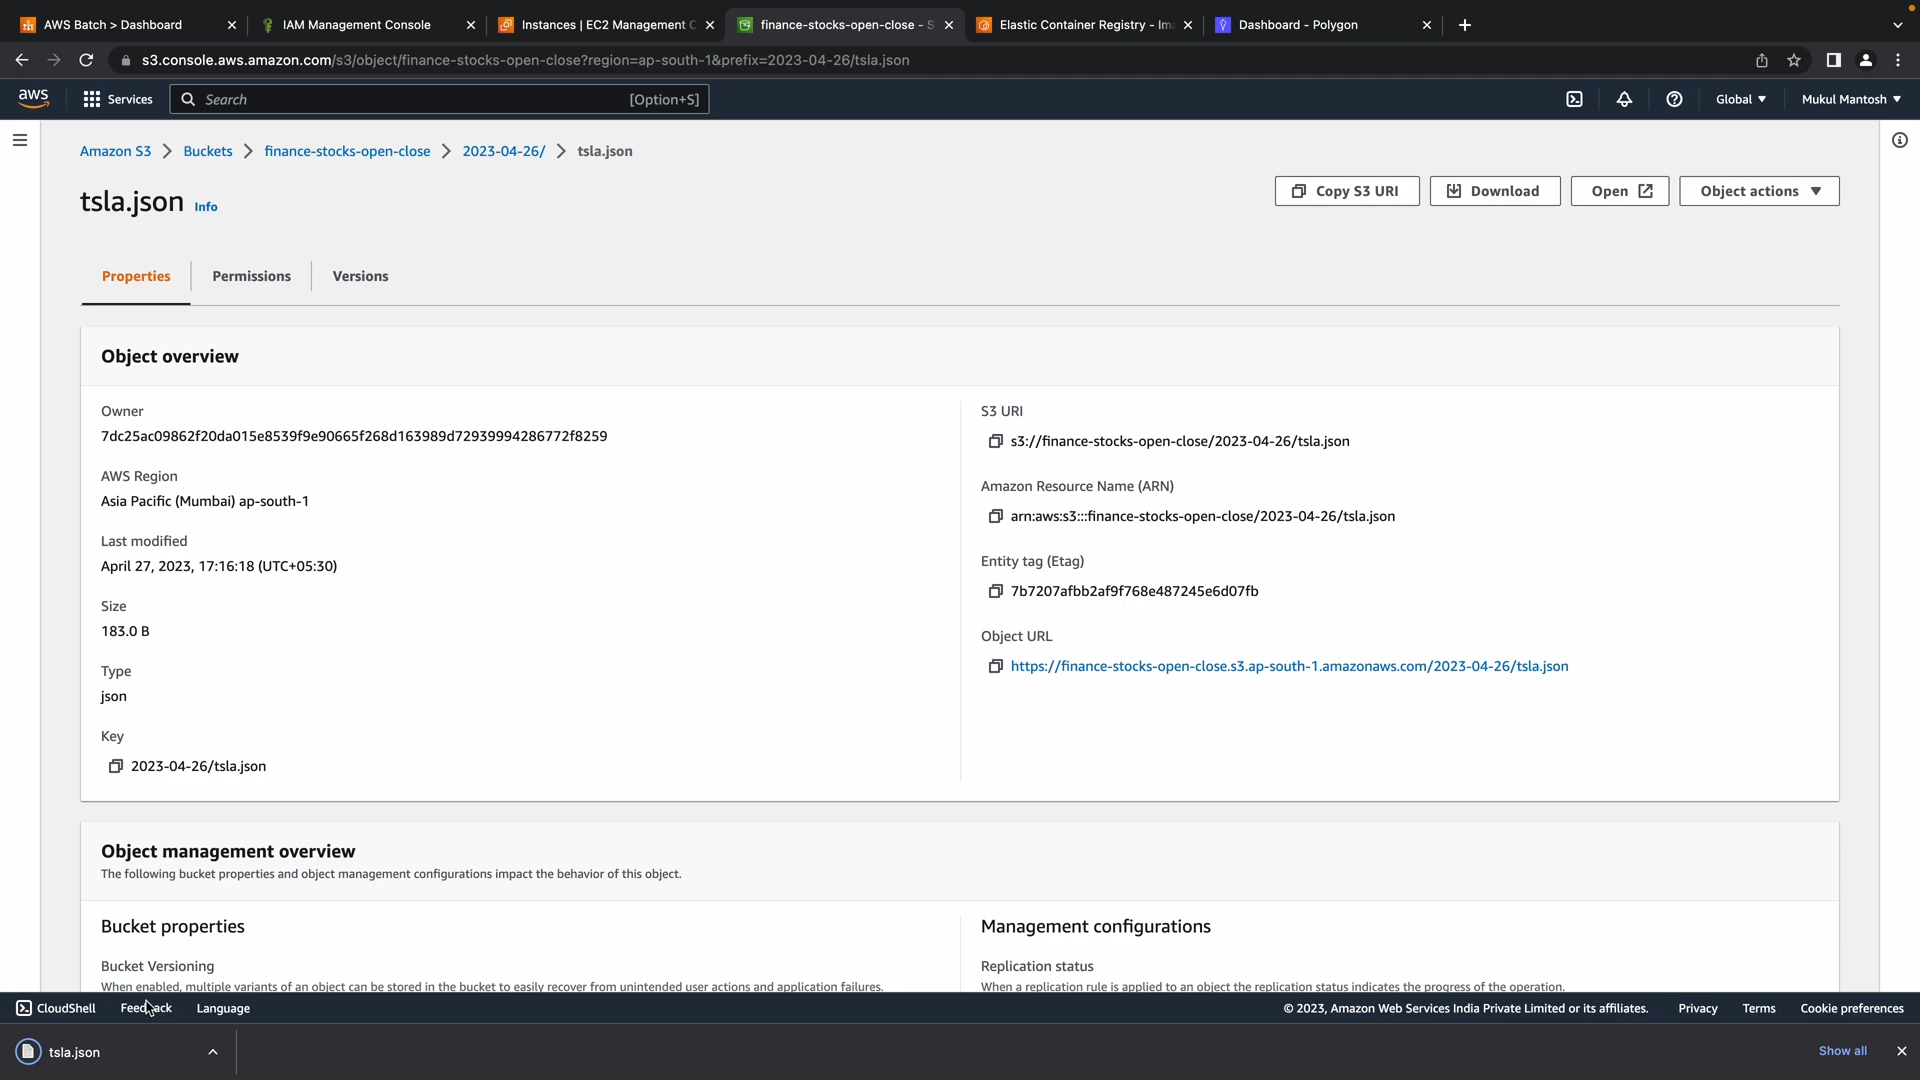 AWS Batch > Dashboard
IAM Management Console
Instances | EC2 Management C
finance-stocks-open-close - S
Elastic Container Registry - Im
Dashboard - Polygon
s3.console.aws.amazon.com/s3/object/finance-stocks-open-close?region=ap-south-1&prefix=2023-04-26/tsla.json
aws
Services
Search
[Option+S]
Global
Mukul Mantosh
Amazon S3
Buckets
finance-stocks-open-close
2023-04-26/
tsla.json
tsla.json
Info
Copy S3 URI
Download
Open
Object actions
Properties
Permissions
Versions
Object overview
Owner
7dc25ac09862f20da015e8539f9e90665f268d163989d72939994286772f8259
AWS Region
Asia Pacific (Mumbai) ap-south-1
Last modified
April 27, 2023, 17:16:18 (UTC+05:30)
Size
183.0 B
Type
json
Key
2023-04-26/tsla.json
S3 URI
s3://finance-stocks-open-close/2023-04-26/tsla.json
Amazon Resource Name (ARN)
arn:aws:s3:::finance-stocks-open-close/2023-04-26/tsla.json
Entity tag (Etag)
7b7207afbb2af9f768e487245e6d07fb
Object URL
https://finance-stocks-open-close.s3.ap-south-1.amazonaws.com/2023-04-26/tsla.json
Object management overview
The following bucket properties and object management configurations impact the behavior of this object.
Bucket properties
Bucket Versioning
When enabled, multiple variants of an object can be stored in the bucket to easily recover from unintended user actions and application failures.
Management configurations
Replication status
When a replication rule is applied to an object the replication status indicates the progress of the operation.
CloudShell
Feedback
Language
© 2023, Amazon Web Services India Private Limited or its affiliates.
Privacy
Terms
Cookie preferences
tsla.json
Show all